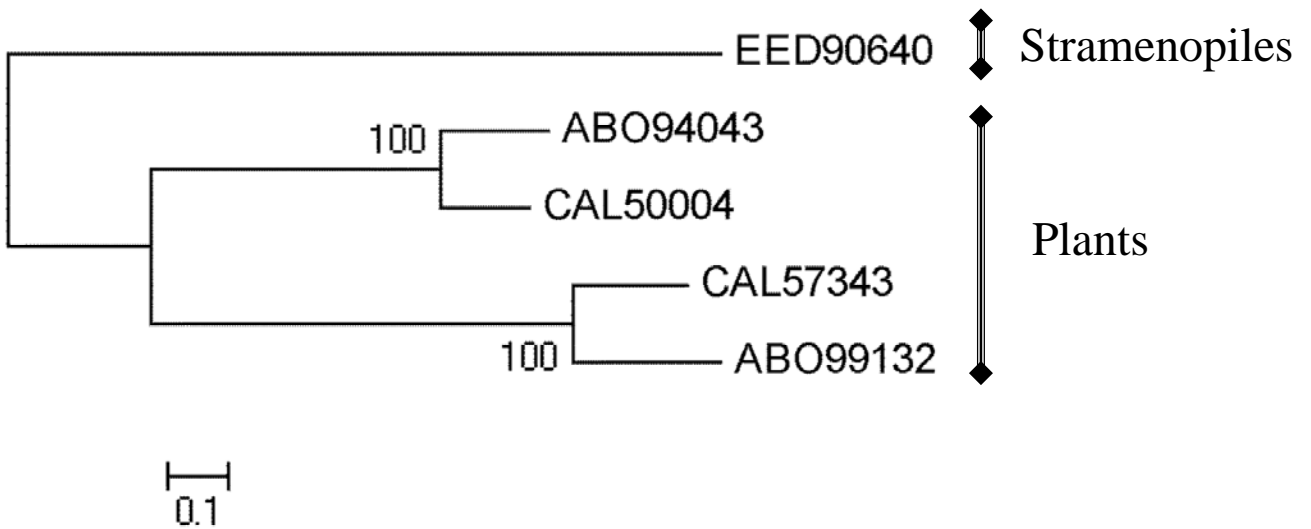 EED90640
Stramenopiles
100
ABO94043
CAL50004
Plants
CAL57343
100
ABO99132
0.1